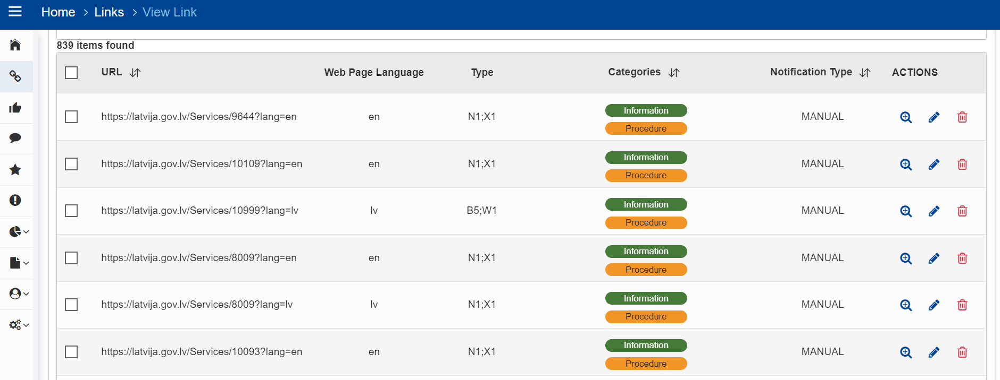 Home > Links > View Link
839 items found
URL Web Page Language Type Categories Notification Type ACTIONS
https://latvija.gov.lv/Services/9644?lang=en en N1;X1 Information Procedure MANUAL
https://latvija.gov.lv/Services/10109?lang=en en N1;X1 Information Procedure MANUAL
https://latvija.gov.lv/Services/10999?lang=lv lv B5;W1 Information Procedure MANUAL
https://latvija.gov.lv/Services/8009?lang=en en N1;X1 Information Procedure MANUAL
https://latvija.gov.lv/Services/8009?lang=lv lv N1;X1 Information Procedure MANUAL
https://latvija.gov.lv/Services/10093?lang=en en N1;X1 Information Procedure MANUAL